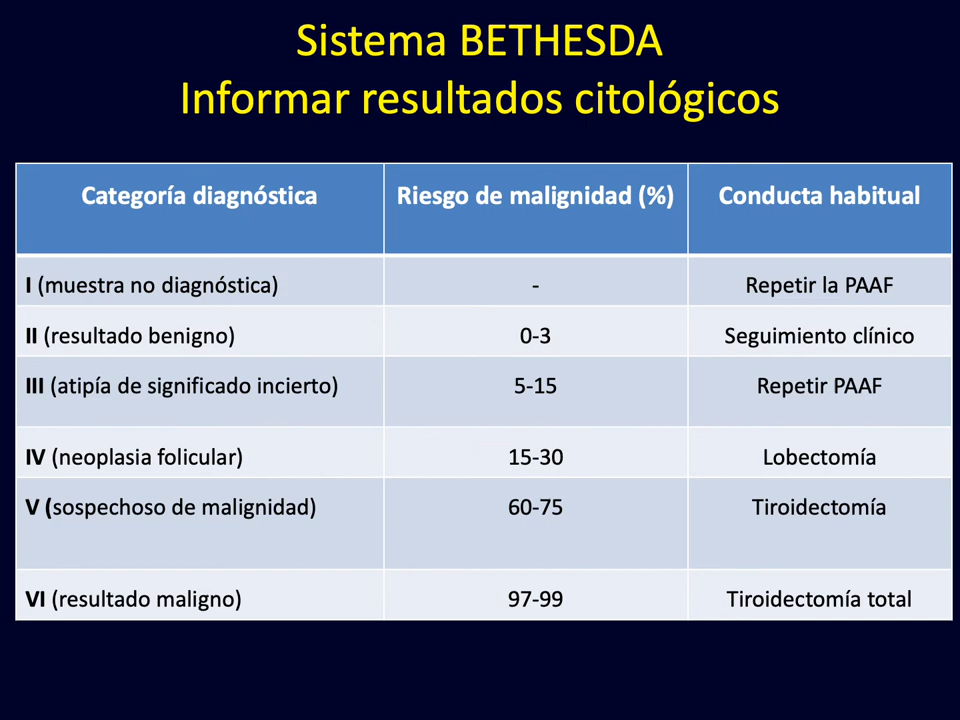 Sistema BETHESDA
Informar resultados citológicos
Categoría diagnóstica Riesgo de malignidad (%) Conducta habitual
I (muestra no diagnóstica) - Repetir la PAAF
II (resultado benigno) 0-3 Seguimiento clínico
III (atipía de significado incierto) 5-15 Repetir PAAF
IV (neoplasia folicular) 15-30 Lobectomía
V (sospechoso de malignidad) 60-75 Tiroidectomía
VI (resultado maligno) 97-99 Tiroidectomía total